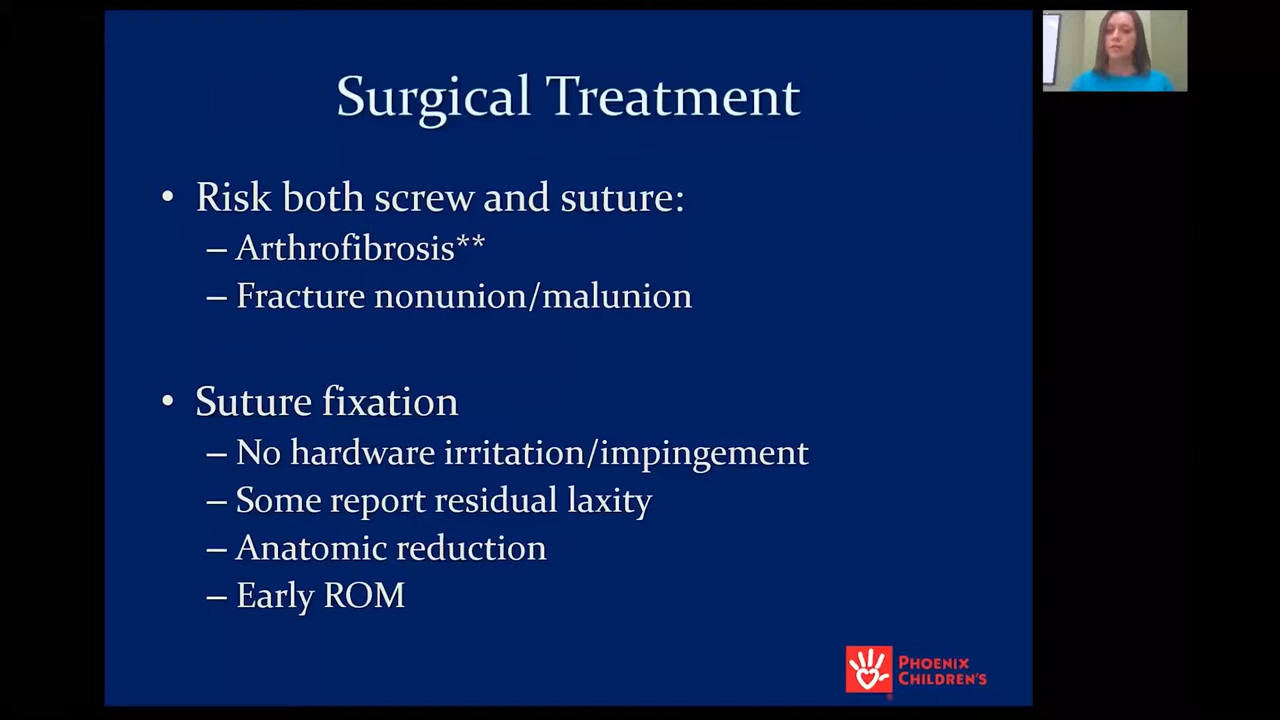 Surgical Treatment
• Risk both screw and suture:
– Arthrofibrosis**
– Fracture nonunion/malunion
• Suture fixation
– No hardware irritation/impingement
– Some report residual laxity
– Anatomic reduction
– Early ROM
PHOENIX
CHILDREN'S